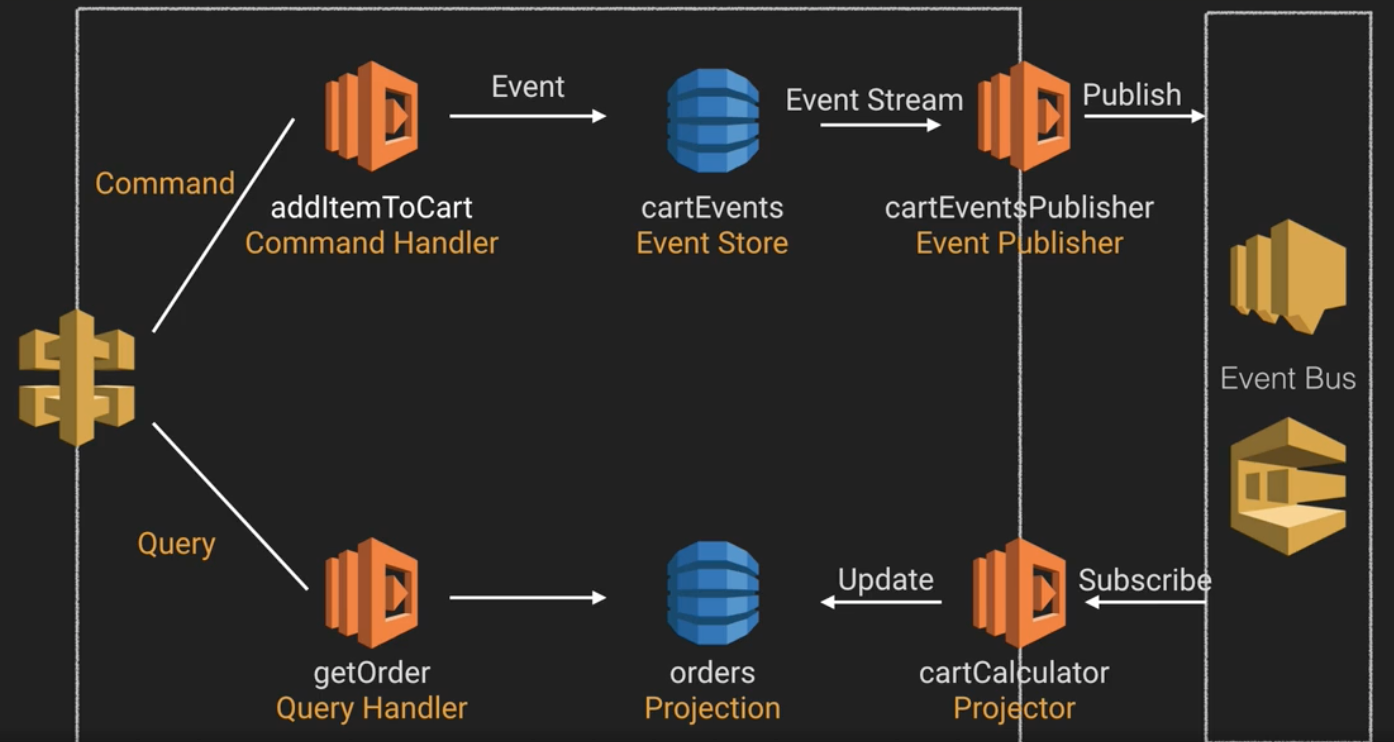 Event
Event Stream
Publish
Command
addItemToCart
Command Handler
cartEvents
Event Store
cartEventsPublisher
Event Publisher
Event Bus
Query
Update
Subscribe
getOrder
Query Handler
orders
Projection
cartCalculator
Projector